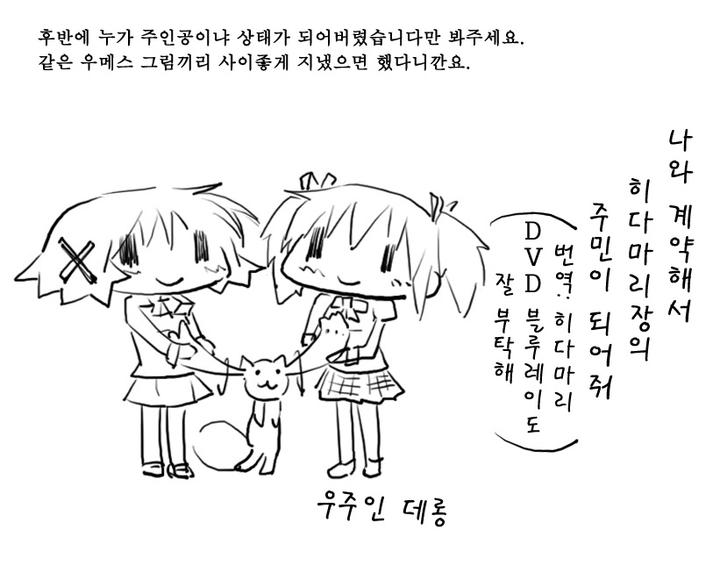 후반에 누가 주인공이냐 상태가 되어버렸습니다만 봐주세요.
같은 우메스 그림끼리 사이좋게 지냈으면 했다니깐요.
나와 계약해서
히다마리장의
주민이 되어줘
(번역: 히다마리
DVD 블루레이도
잘 부탁해)
우주인 데롱